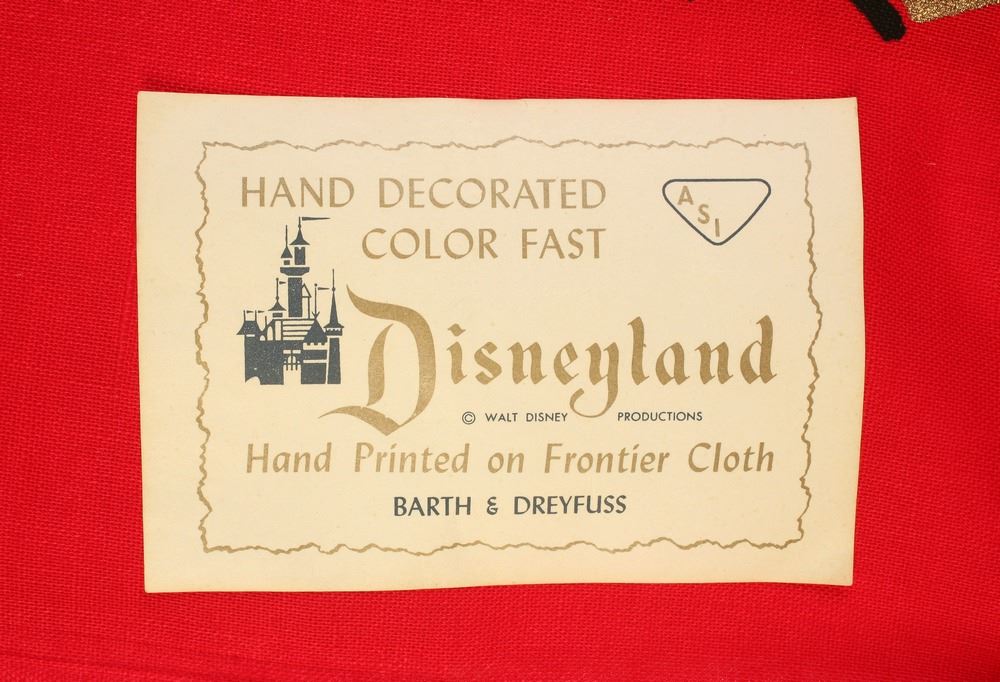 HAND DECORATED
COLOR FAST
ASI
Disneyland
© WALT DISNEY PRODUCTIONS
Hand Printed on Frontier Cloth
BARTH & DREYFUSS